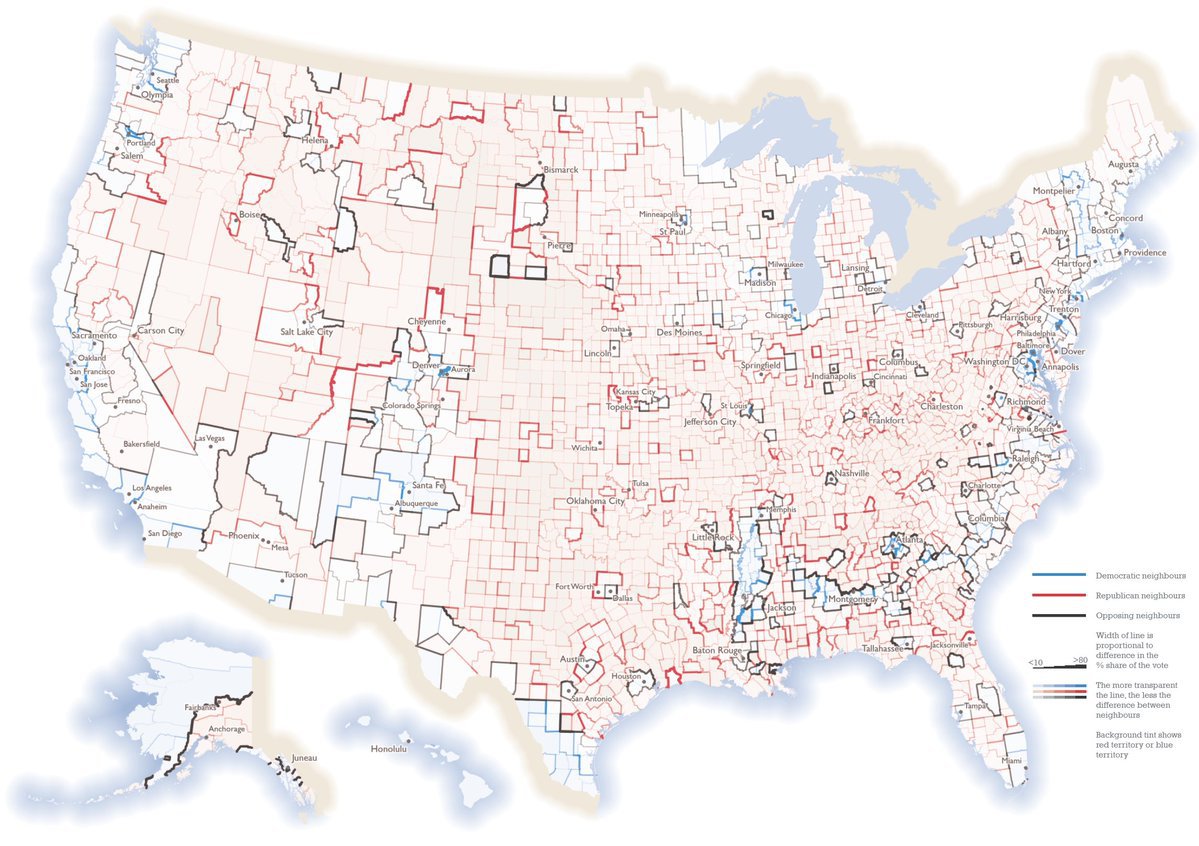 Seattle
Olympia
Portland
Salem
Helena
Boise
Bismarck
Pierre
Minneapolis
St Paul
Augusta
Montpelier
Concord
Albany
Boston
Providence
Hartford
Milwaukee
Madison
Lansing
Detroit
Chicago
Cleveland
New York
Trenton
Harrisburg
Pittsburgh
Philadelphia
Baltimore
Dover
Washington DC
Annapolis
Sacramento
Carson City
Oakland
San Francisco
San Jose
Fresno
Bakersfield
Las Vegas
Los Angeles
Anaheim
San Diego
Salt Lake City
Cheyenne
Denver
Aurora
Colorado Springs
Omaha
Lincoln
Des Moines
Springfield
Indianapolis
Columbus
Cincinnati
Kansas City
Topeka
St Louis
Jefferson City
Frankfort
Charleston
Richmond
Virginia Beach
Raleigh
Wichita
Tulsa
Oklahoma City
Santa Fe
Albuquerque
Phoenix
Mesa
Tucson
Nashville
Memphis
Little Rock
Charlotte
Columbia
Atlanta
Fort Worth
Dallas
Jackson
Montgomery
Baton Rouge
Tallahassee
Jacksonville
Austin
Houston
San Antonio
Tampa
Miami
Fairbanks
Anchorage
Juneau
Honolulu
Democratic neighbours
Republican neighbours
Opposing neighbours
Width of line is
proportional to
difference in the
% share of the vote
<10
>80
The more transparent
the line, the less the
difference between
neighbours
Background tint shows
red territory or blue
territory